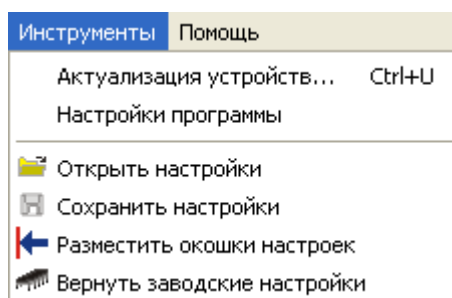 Инструменты Помощь
Актуализация устройств... Ctrl+U
Настройки программы
Открыть настройки
Сохранить настройки
Разместить окошки настроек
Вернуть заводские настройки